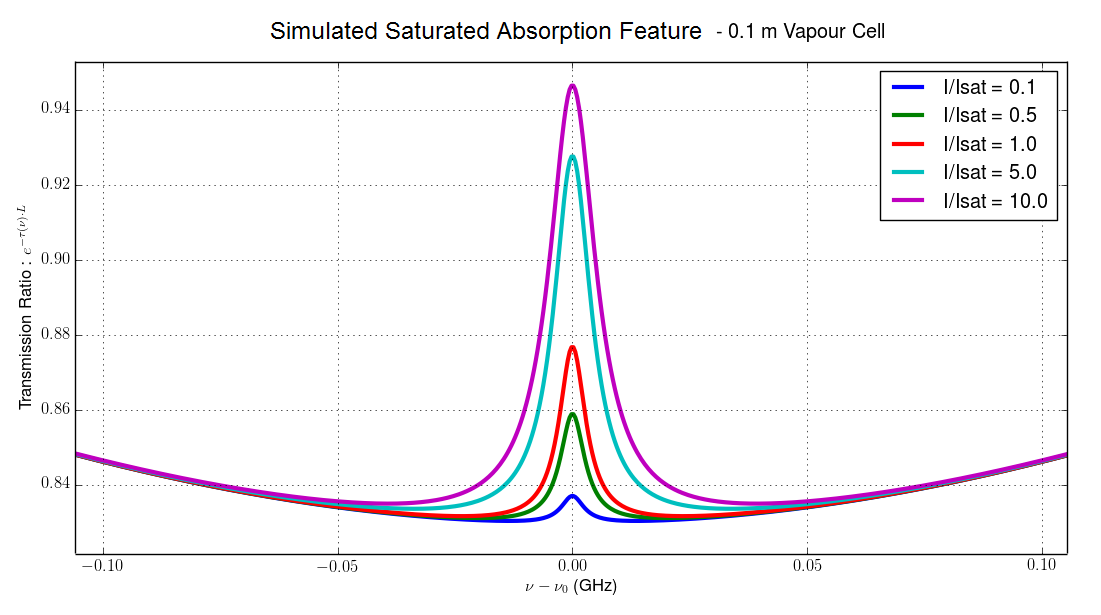 Simulated Saturated Absorption Feature - 0.1 m Vapour Cell
I/Isat = 0.1
I/Isat = 0.5
I/Isat = 1.0
I/Isat = 5.0
I/Isat = 10.0
Transmission Ratio : e^{−τ(ν)·L}
0.94
0.92
0.90
0.88
0.86
0.84
−0.10 −0.05 0.00 0.05 0.10
ν − ν₀ (GHz)